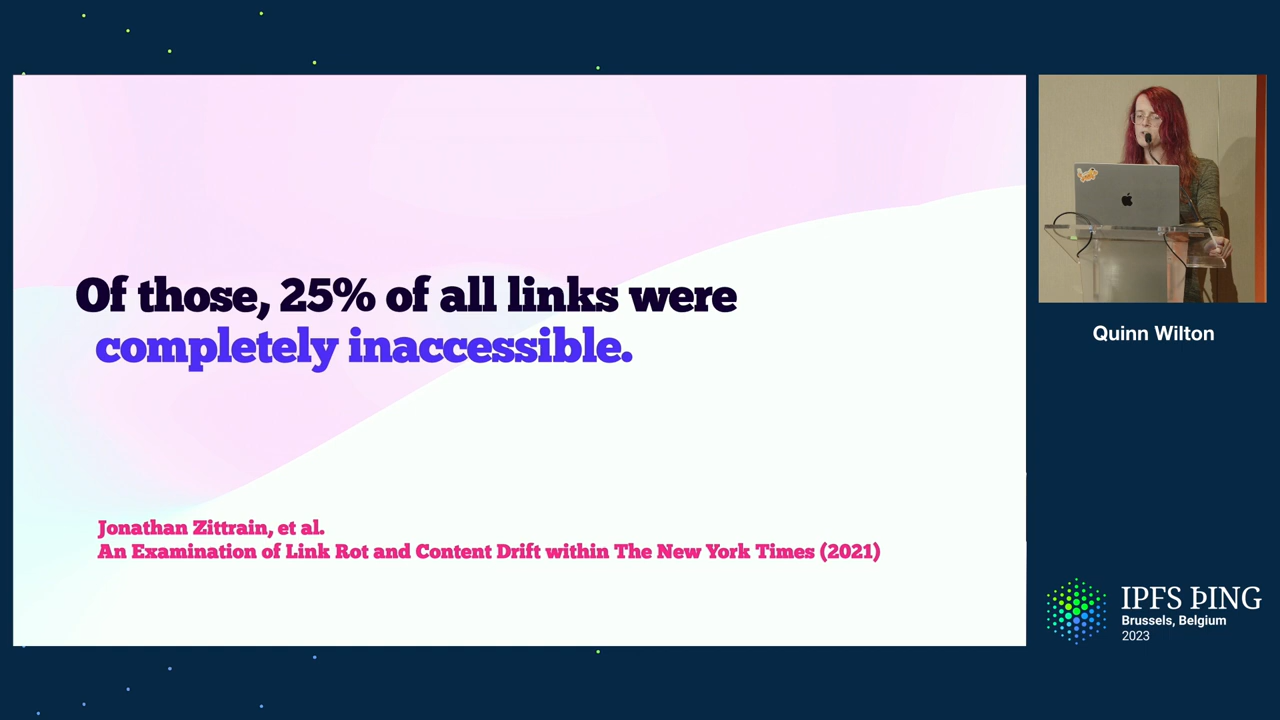 Of those, 25% of all links were
completely inaccessible.
Jonathan Zittrain, et al.
An Examination of Link Rot and Content Drift within The New York Times (2021)
Quinn Wilton
IPFS ÞING
Brussels, Belgium
2023